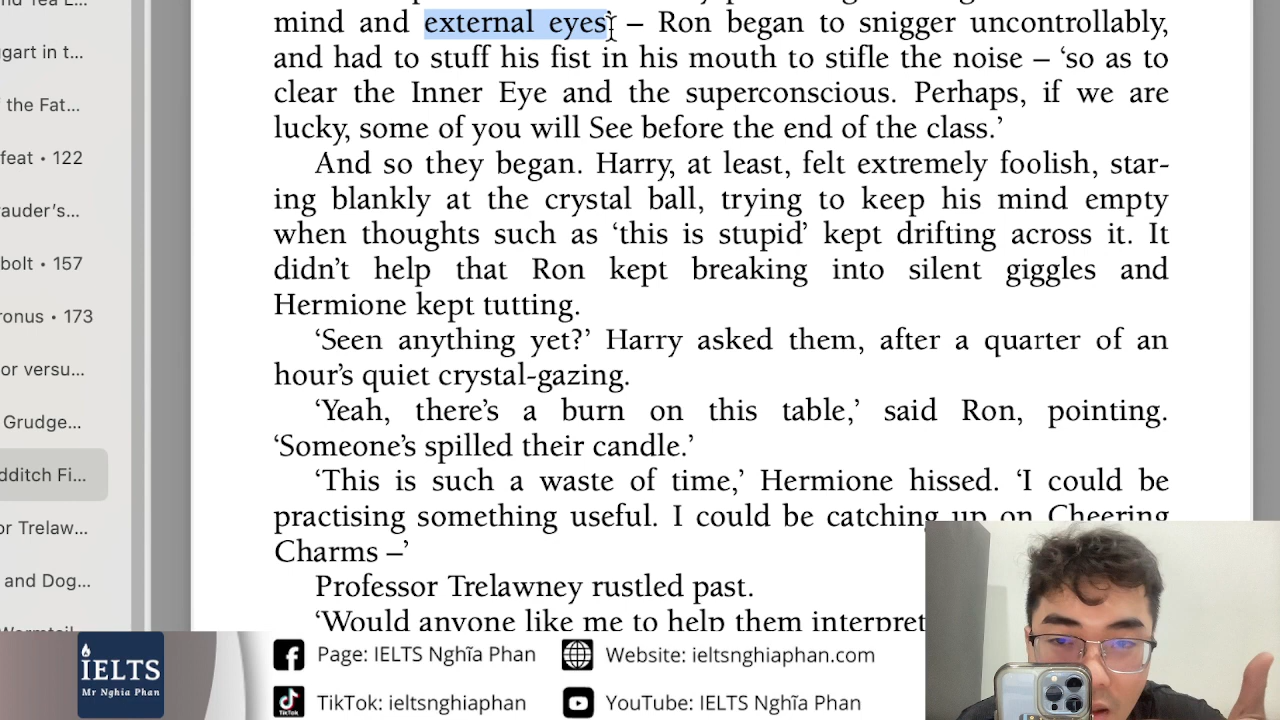 mind and external eyes’ – Ron began to snigger uncontrollably,
and had to stuff his fist in his mouth to stifle the noise – ‘so as to
clear the Inner Eye and the superconscious. Perhaps, if we are
lucky, some of you will See before the end of the class.’
And so they began. Harry, at least, felt extremely foolish, star-
ing blankly at the crystal ball, trying to keep his mind empty
when thoughts such as ‘this is stupid’ kept drifting across it. It
didn’t help that Ron kept breaking into silent giggles and
Hermione kept tutting.
‘Seen anything yet?’ Harry asked them, after a quarter of an
hour’s quiet crystal-gazing.
‘Yeah, there’s a burn on this table,’ said Ron, pointing.
‘Someone’s spilled their candle.’
‘This is such a waste of time,’ Hermione hissed. ‘I could be
practising something useful. I could be catching up on Cheering
Charms –’
Professor Trelawney rustled past.
‘Would anyone like me to help them interpret
gart in t...
the Fat...
feat • 122
auder’s...
bolt • 157
ronus • 173
or versu...
Grudge...
dditch Fi...
or Trelaw...
and Dog...
IELTS
Mr Nghia Phan
Page: IELTS Nghĩa Phan
Website: ieltsnghiaphan.com
TikTok: ieltsnghiaphan
YouTube: IELTS Nghĩa Phan